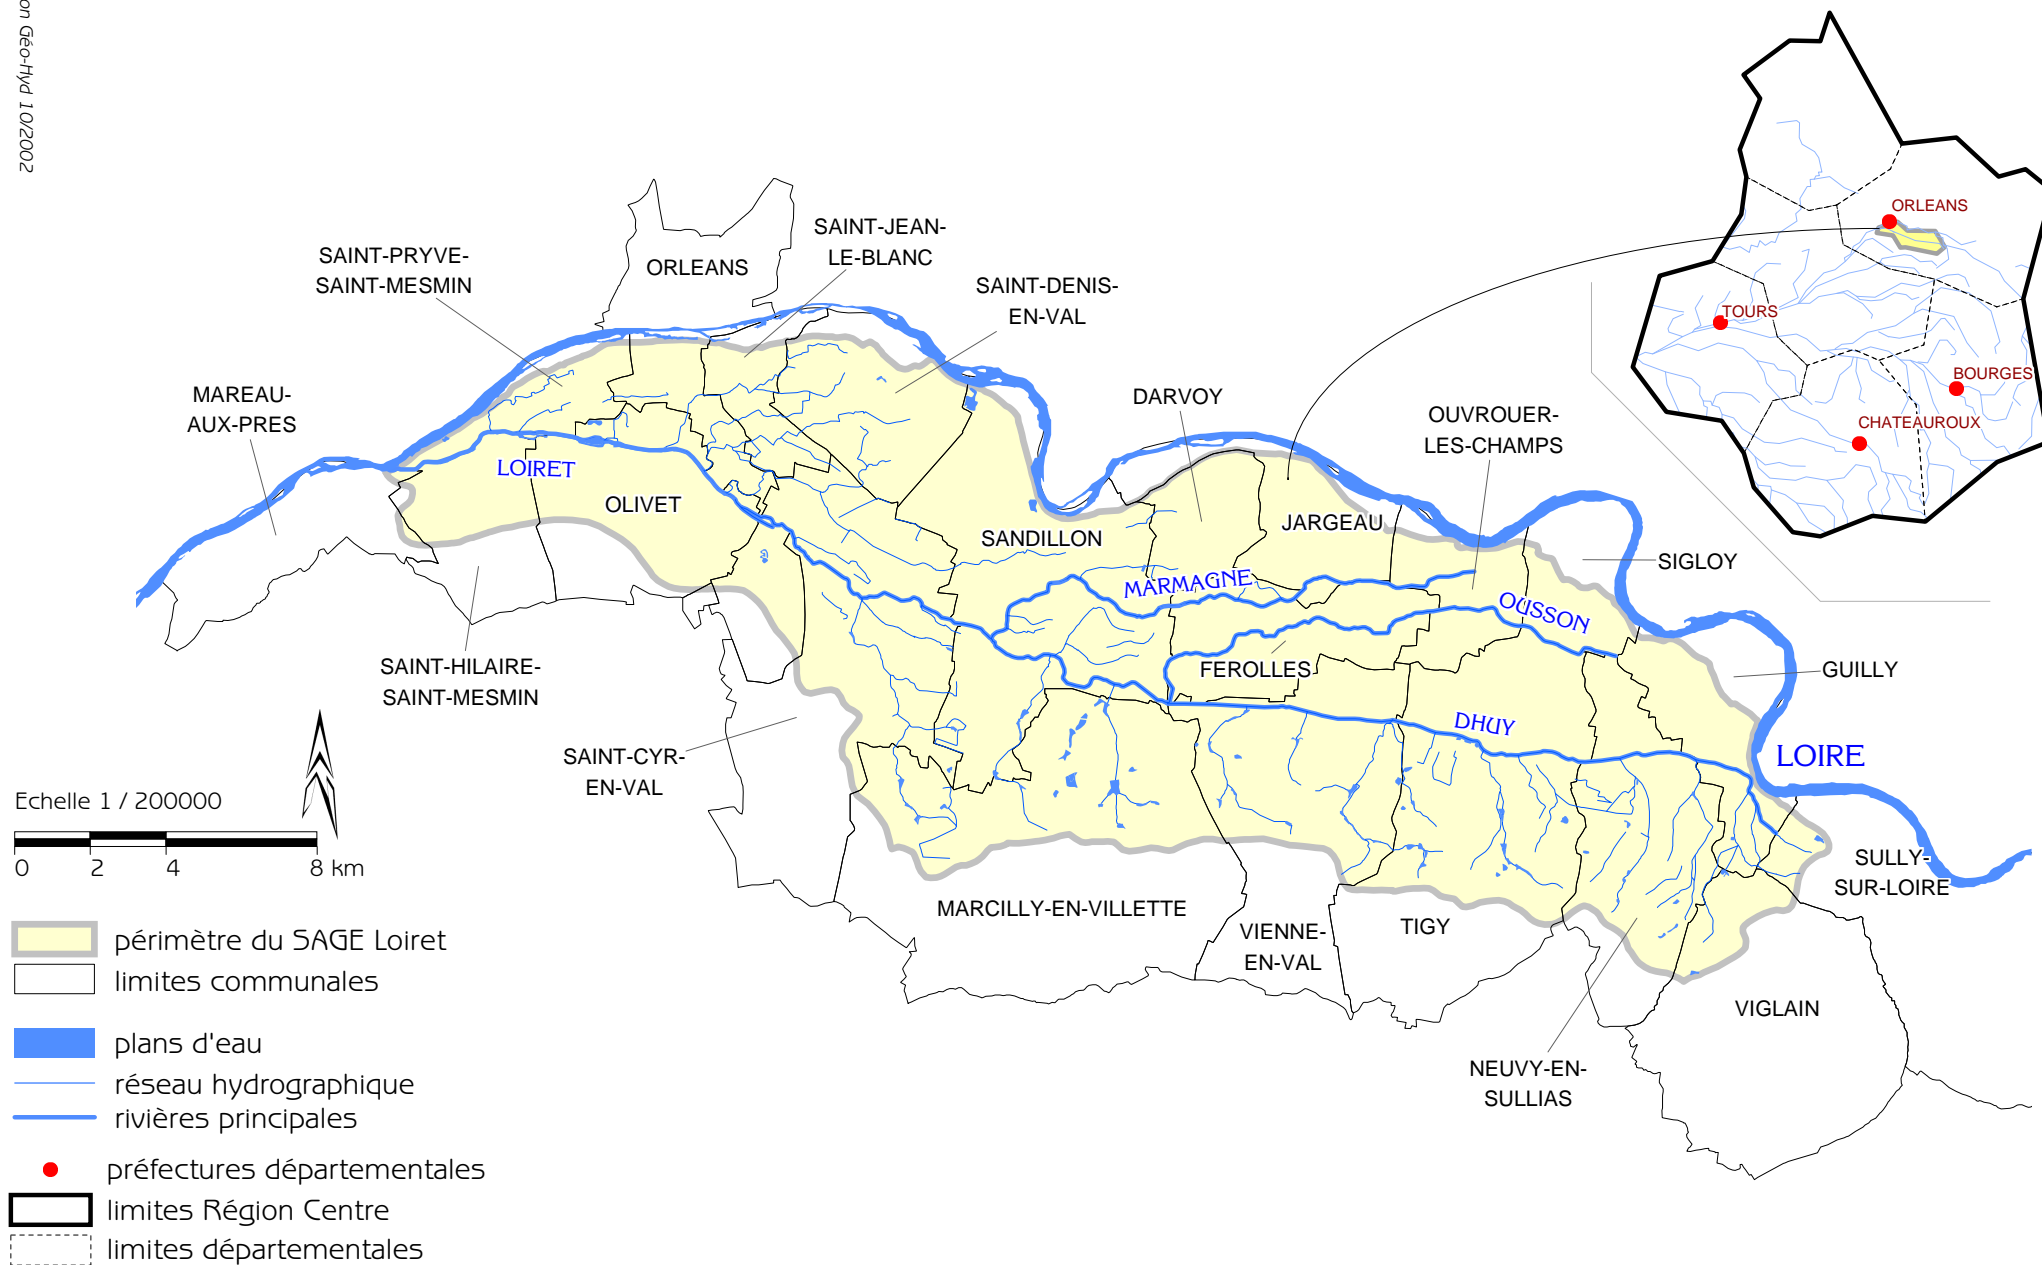 on Géo-Hyd 10/2002
ORLEANS
TOURS
BOURGES
CHATEAUROUX
SAINT-JEAN-
LE-BLANC
SAINT-PRYVE-
SAINT-MESMIN
ORLEANS
SAINT-DENIS-
EN-VAL
MAREAU-
AUX-PRES
DARVOY
OUVROUER-
LES-CHAMPS
LOIRET
OLIVET
SANDILLON
JARGEAU
SIGLOY
MARMAGNE
OUSSON
SAINT-HILAIRE-
SAINT-MESMIN
FEROLLES
GUILLY
DHUY
LOIRE
SAINT-CYR-
EN-VAL
SULLY-
SUR-LOIRE
MARCILLY-EN-VILLETTE
VIENNE-
EN-VAL
TIGY
VIGLAIN
NEUVY-EN-
SULLIAS
Echelle 1 / 200000
0 2 4 8 km
périmètre du SAGE Loiret
limites communales
plans d'eau
réseau hydrographique
rivières principales
préfectures départementales
limites Région Centre
limites départementales